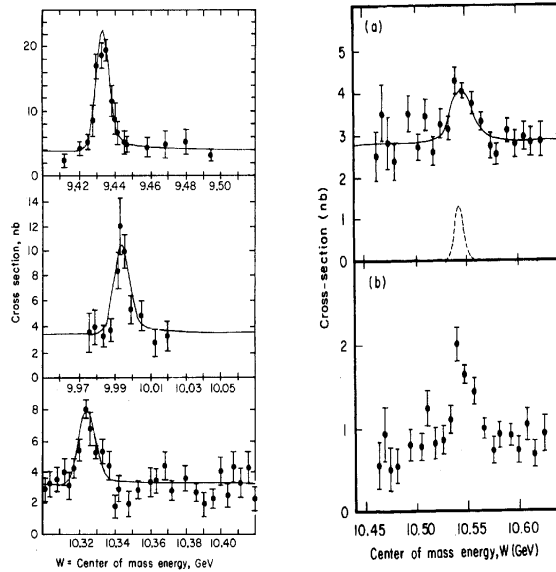 20
10
0
9.42 9.44 9.46 9.48 9.50
Cross section, nb
14
12
10
8
6
4
2
0
9.97 9.99 10.01 10.03 10.05
8
6
4
2
0
10.32 10.34 10.36 10.38 10.40
W = Center of mass energy, GeV
(a)
6
5
4
3
2
1
0
Cross-section (nb)
(b)
2
1
0
10.45 10.50 10.55 10.60
Center of mass energy, W (GeV)